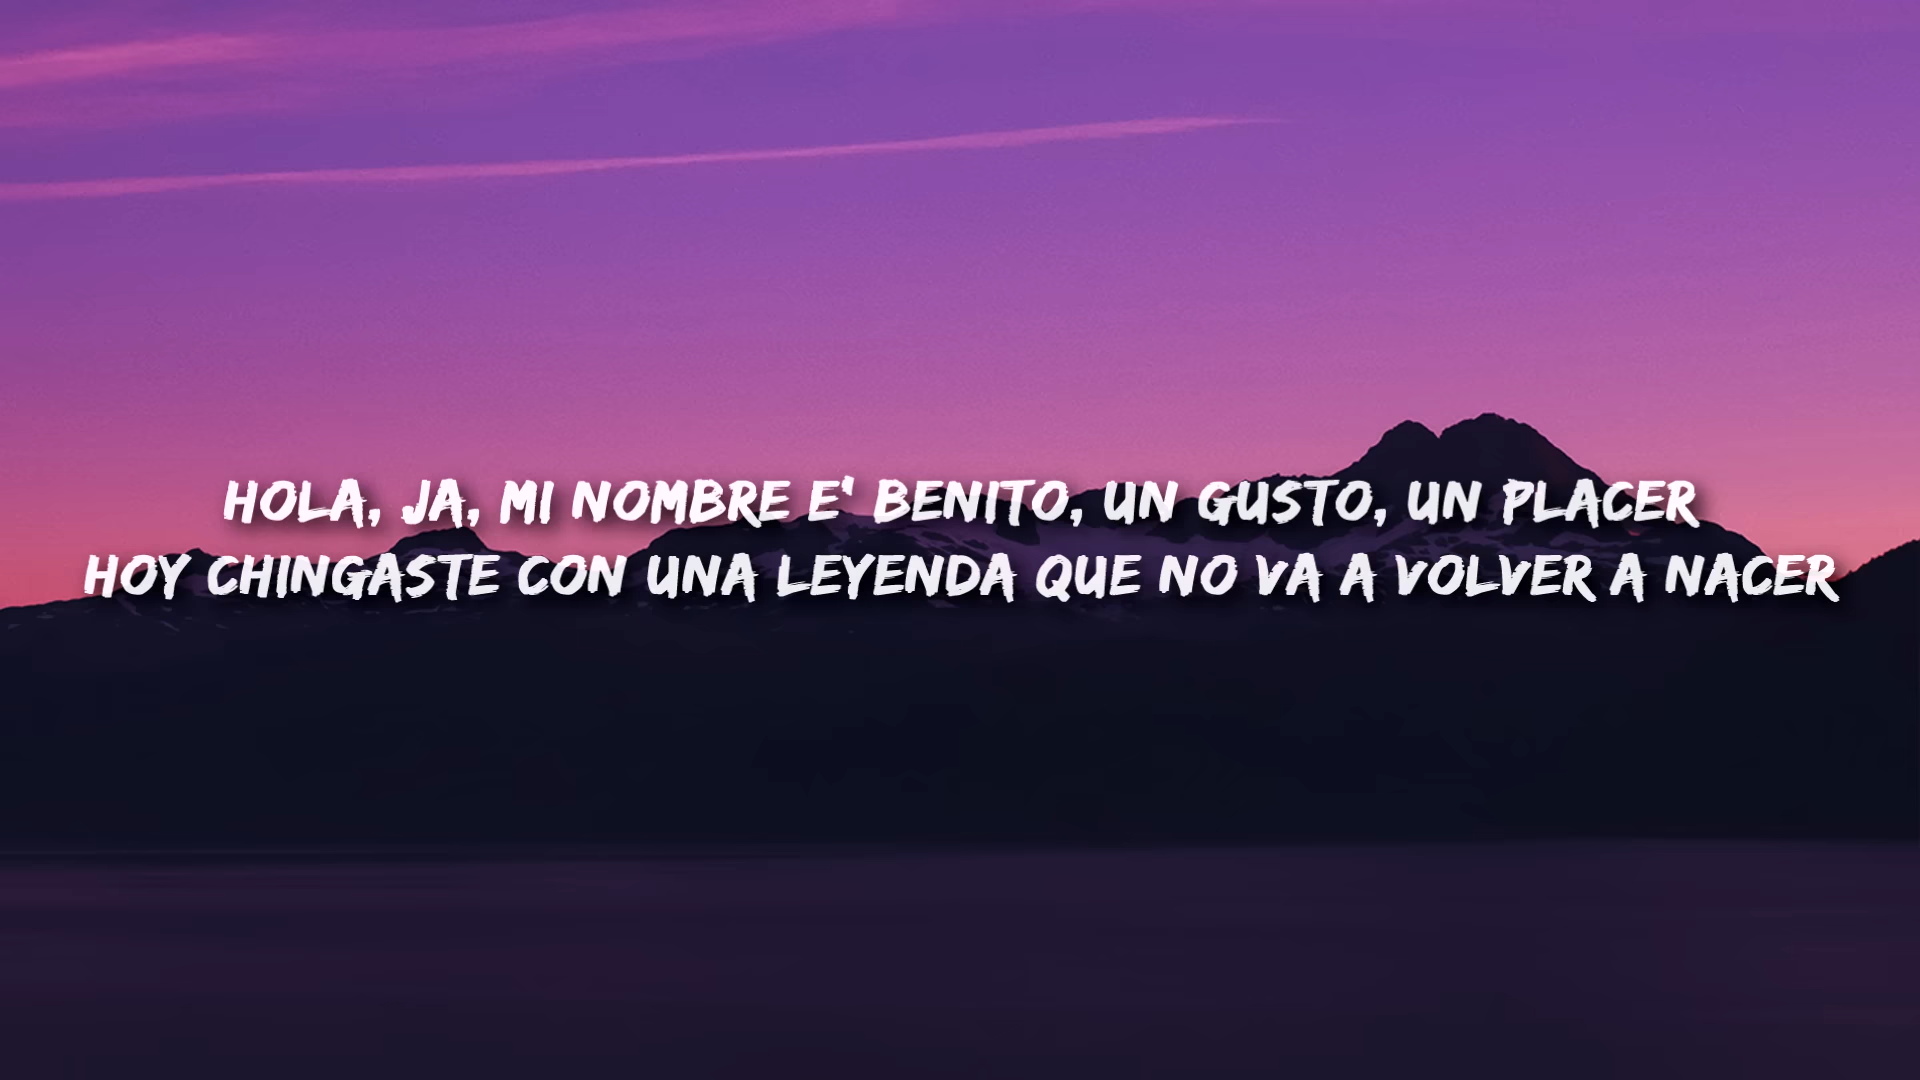 HOLA, JA, MI NOMBRE E' BENITO, UN GUSTO, UN PLACER
HOY CHINGASTE CON UNA LEYENDA QUE NO VA A VOLVER A NACER